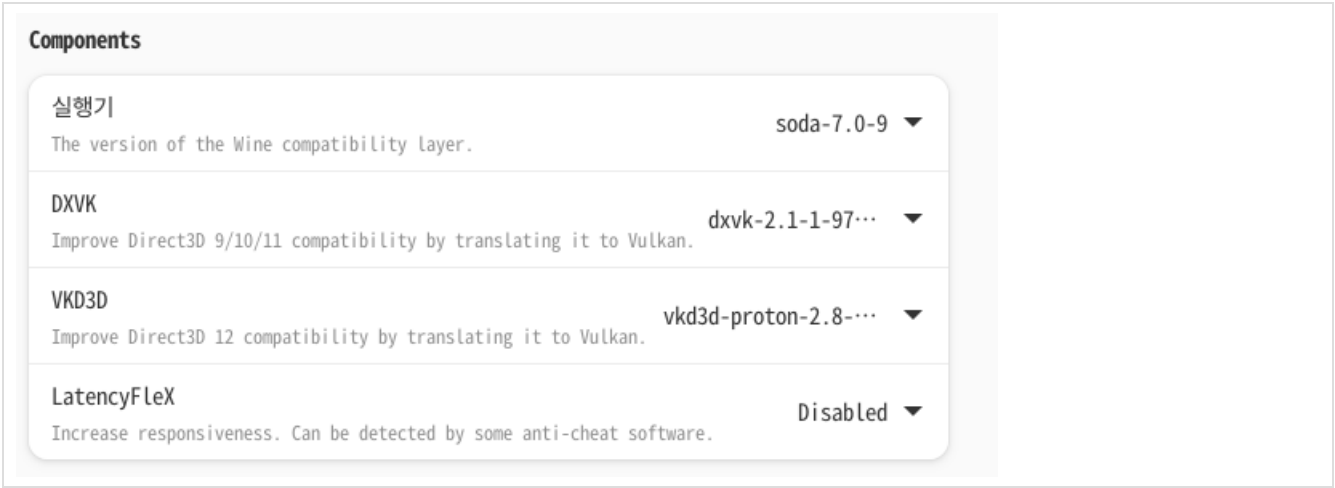 Components
실행기
The version of the Wine compatibility layer.
soda-7.0-9
DXVK
Improve Direct3D 9/10/11 compatibility by translating it to Vulkan.
dxvk-2.1-1-97…
VKD3D
Improve Direct3D 12 compatibility by translating it to Vulkan.
vkd3d-proton-2.8-…
LatencyFleX
Increase responsiveness. Can be detected by some anti-cheat software.
Disabled